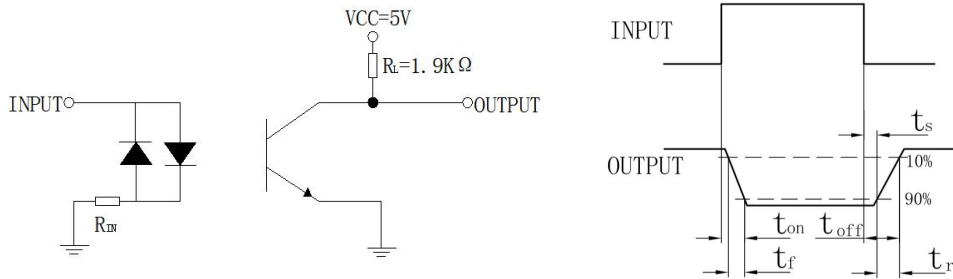 VCC=5V
RL=1.9KΩ
INPUT
OUTPUT
RIN
INPUT
ts
OUTPUT
10%
90%
ton
toff
tf
tr